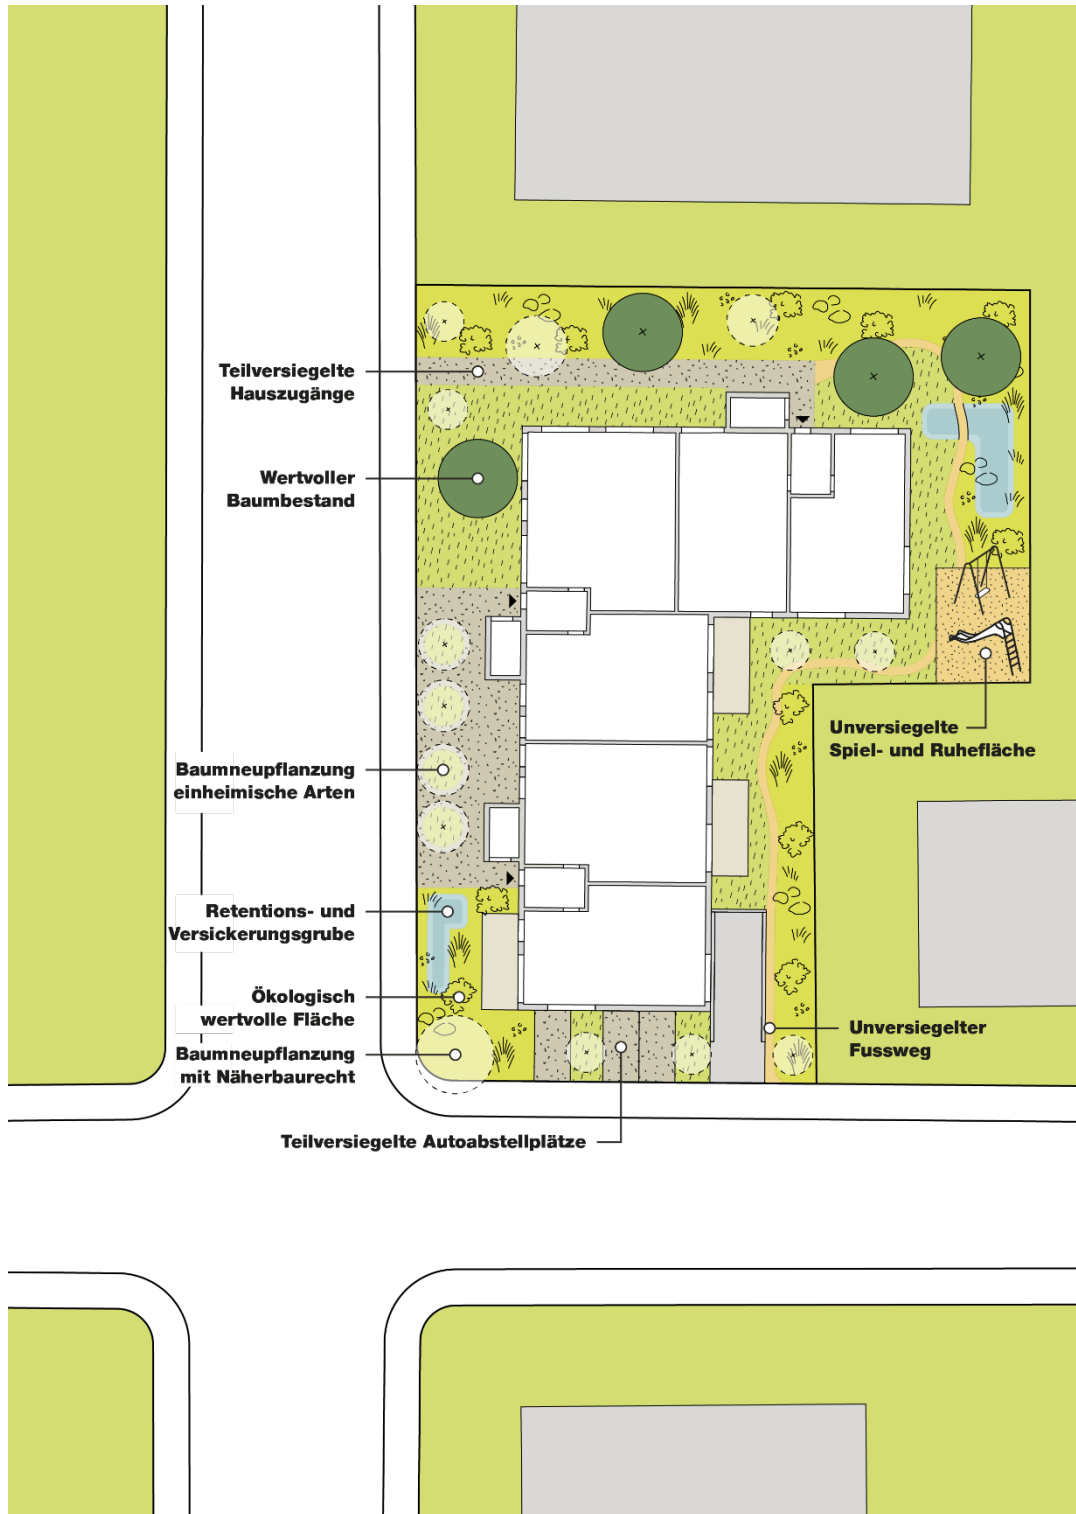 Teilversiegelte
Hauszugänge
Wertvoller
Baumbestand
Unversiegelte
Spiel- und Ruhefläche
Baumneupflanzung
einheimische Arten
Retentions- und
Versickerungsgrube
Ökologisch
wertvolle Fläche
Unversiegelter
Fussweg
Baumneupflanzung
mit Näherbaurecht
Teilversiegelte Autoabstellplätze